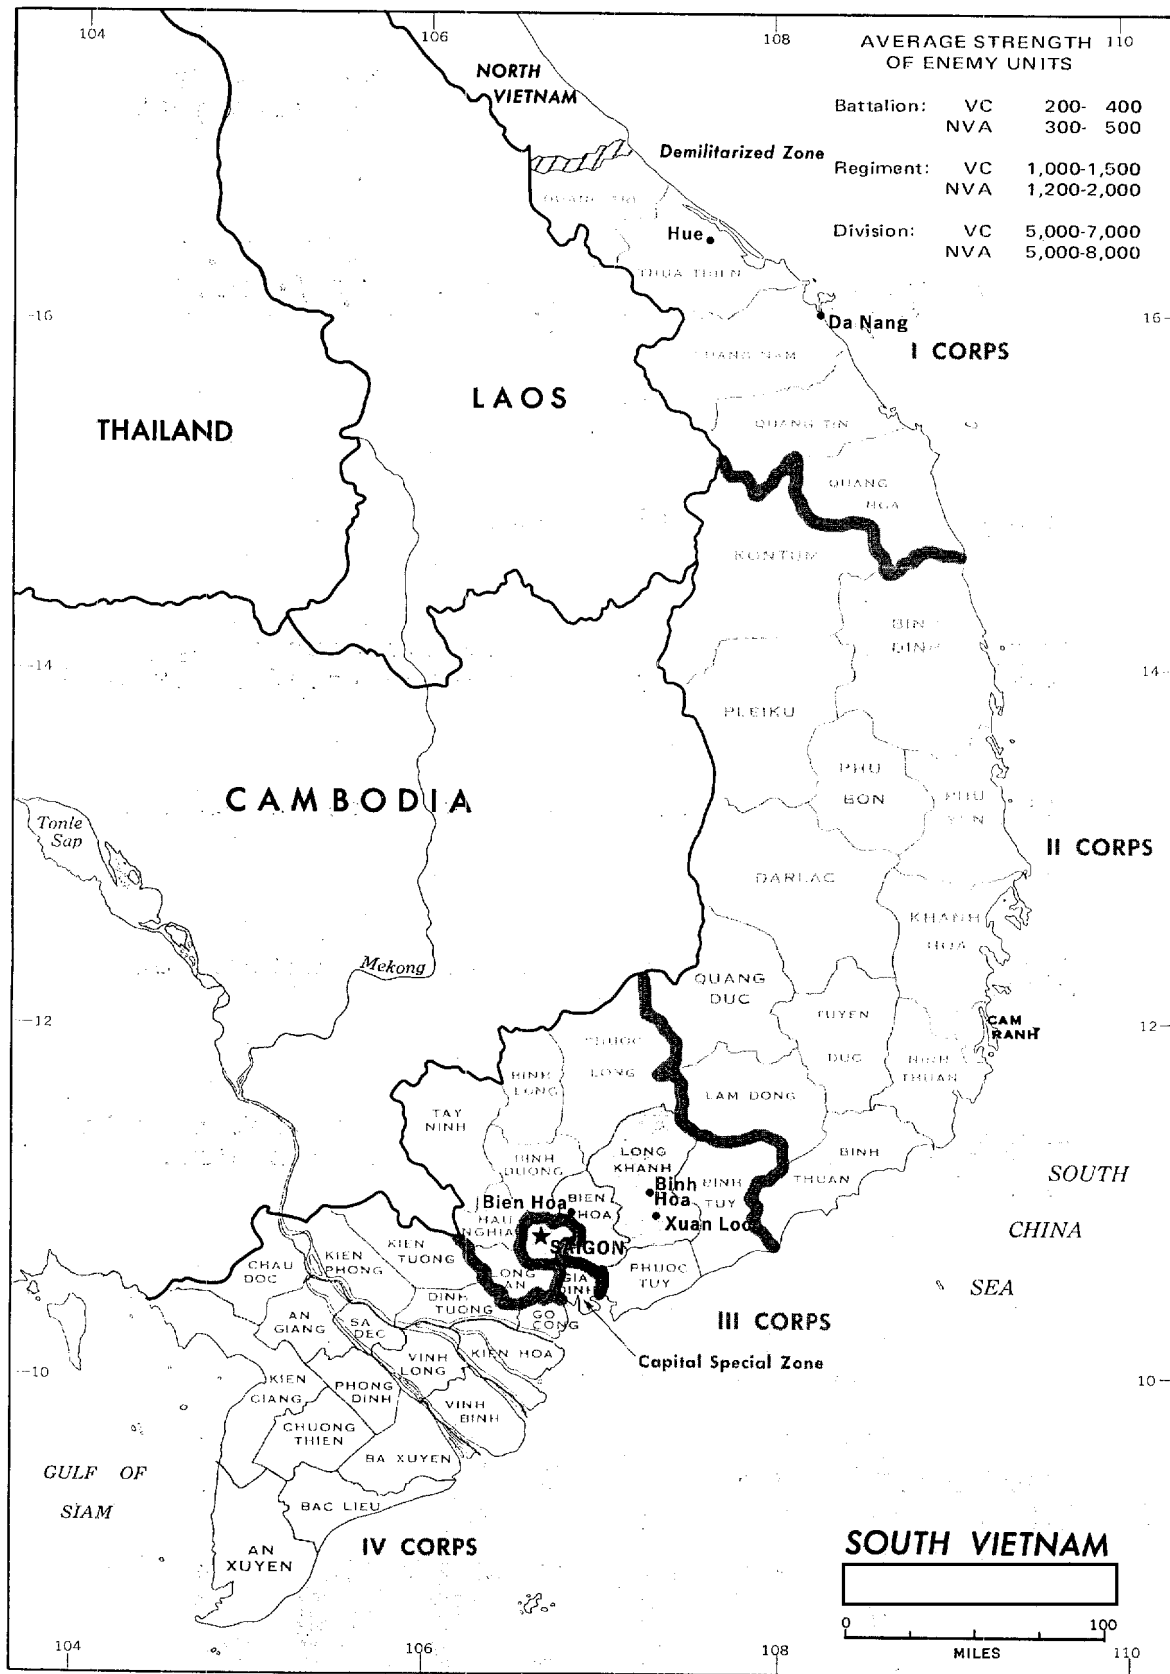 104
106
108
110
AVERAGE STRENGTH
OF ENEMY UNITS
Battalion: VC 200- 400
NVA 300- 500
Regiment: VC 1,000-1,500
NVA 1,200-2,000
Division: VC 5,000-7,000
NVA 5,000-8,000
NORTH
VIETNAM
Demilitarized Zone
QUANG TRI
Hue
THUA THIEN
16
16
Da Nang
I CORPS
QUANG NAM
LAOS
THAILAND
QUANG TIN
QUANG
NGA
KONTUM
BIN
DINH
14
14
PLEIKU
PHU
BON
CAMBODIA
PHU
YEN
Tonle
Sap
II CORPS
DARLAC
KHANH
HOA
Mekong
QUANG
DUC
12
12
TUYEN
DUC
CAM
RANH
NINH
THUAN
PHUOC
LONG
BINH
LONG
LAM DONG
TAY
NINH
BINH
THUAN
LONG
KHANH
BINH
DUONG
Binh
Hoa
BINH
TUY
SOUTH
CHINA
SEA
Bien Hoa
BIEN
HOA
Xuan Loc
HAU
NGHIA
SAIGON
KIEN
TUONG
KIEN
PHONG
CHAU
DOC
LONG
AN
GIA
DINH
PHUOC
TUY
DINH
TUONG
GO
CONG
AN
GIANG
SA
DEC
III CORPS
VINH
LONG
KIEN HOA
Capital Special Zone
10
10
KIEN
GIANG
PHONG
DINH
VINH
BINH
CHUONG
THIEN
BA XUYEN
GULF OF
SIAM
BAC LIEU
AN
XUYEN
IV CORPS
SOUTH VIETNAM
0 100
MILES
104
106
108
110